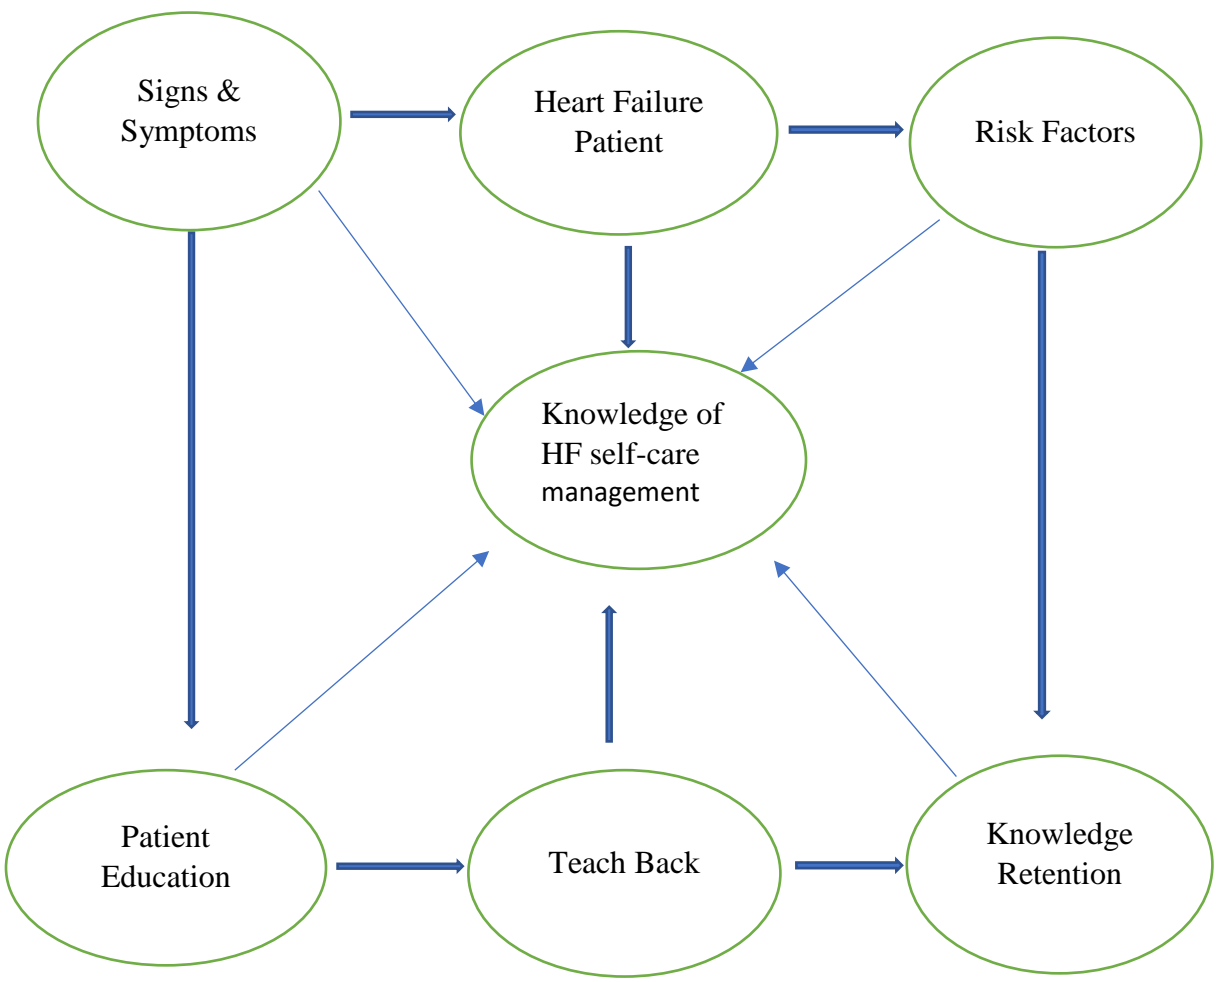 Signs &
Symptoms
Heart Failure
Patient
Risk Factors
Knowledge of
HF self-care
management
Patient
Education
Teach Back
Knowledge
Retention